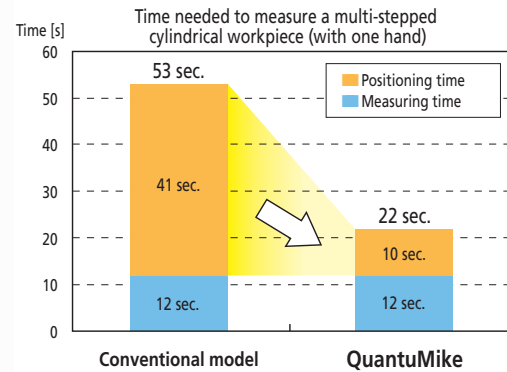 Time needed to measure a multi-stepped
cylindrical workpiece (with one hand)
Time [s]
60
50
40
30
20
10
0
Positioning time
Measuring time
53 sec.
41 sec.
12 sec.
22 sec.
10 sec.
12 sec.
Conventional model
QuantuMike